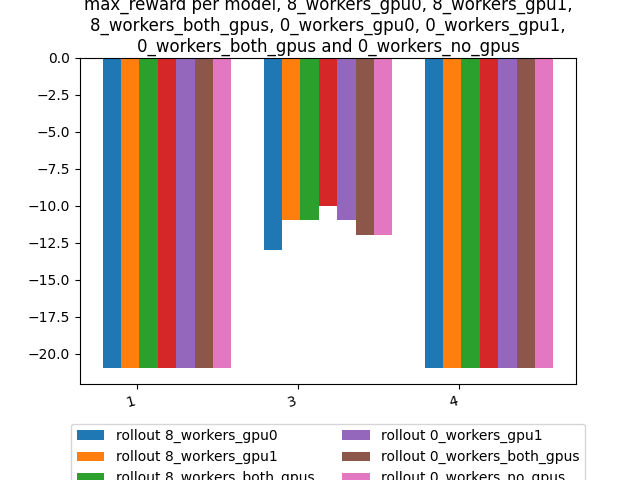 max_reward per model, 8_workers_gpu0, 8_workers_gpu1,
8_workers_both_gpus, 0_workers_gpu0, 0_workers_gpu1,
0_workers_both_gpus and 0_workers_no_gpus
0.0
−2.5
−5.0
−7.5
−10.0
−12.5
−15.0
−17.5
−20.0
1
3
4
rollout 8_workers_gpu0
rollout 8_workers_gpu1
rollout 8_workers_both_gpus
rollout 0_workers_gpu1
rollout 0_workers_both_gpus
rollout 0_workers_no_gpus